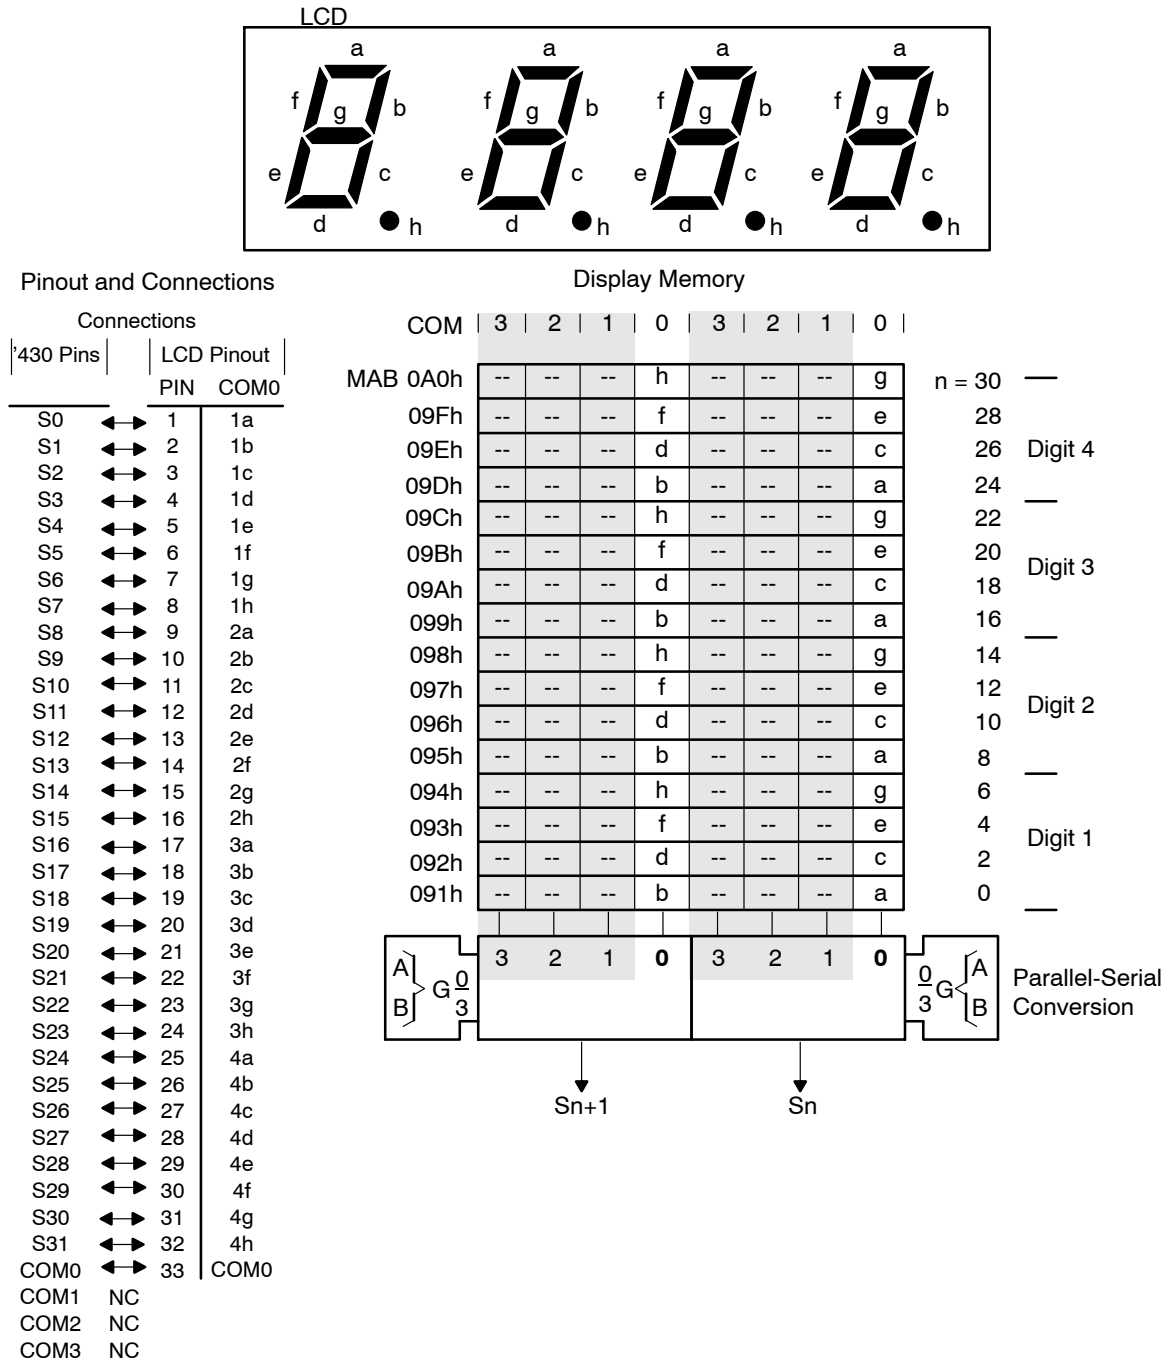 LCD
a a a a
f g b f g b f g b f g b
e c e c e c e c
d h d h d h d h
Pinout and Connections
Connections
'430 Pins LCD Pinout
PIN COM0
S0 1 1a
S1 2 1b
S2 3 1c
S3 4 1d
S4 5 1e
S5 6 1f
S6 7 1g
S7 8 1h
S8 9 2a
S9 10 2b
S10 11 2c
S11 12 2d
S12 13 2e
S13 14 2f
S14 15 2g
S15 16 2h
S16 17 3a
S17 18 3b
S18 19 3c
S19 20 3d
S20 21 3e
S21 22 3f
S22 23 3g
S23 24 3h
S24 25 4a
S25 26 4b
S26 27 4c
S27 28 4d
S28 29 4e
S29 30 4f
S30 31 4g
S31 32 4h
COM0 33 COM0
COM1 NC
COM2 NC
COM3 NC
Display Memory
COM 3 2 1 0 3 2 1 0
MAB 0A0h -- -- -- h -- -- -- g n = 30
09Fh -- -- -- f -- -- -- e 28
09Eh -- -- -- d -- -- -- c 26 Digit 4
09Dh -- -- -- b -- -- -- a 24
09Ch -- -- -- h -- -- -- g 22
09Bh -- -- -- f -- -- -- e 20 Digit 3
09Ah -- -- -- d -- -- -- c 18
099h -- -- -- b -- -- -- a 16
098h -- -- -- h -- -- -- g 14
097h -- -- -- f -- -- -- e 12 Digit 2
096h -- -- -- d -- -- -- c 10
095h -- -- -- b -- -- -- a 8
094h -- -- -- h -- -- -- g 6
093h -- -- -- f -- -- -- e 4 Digit 1
092h -- -- -- d -- -- -- c 2
091h -- -- -- b -- -- -- a 0
3 2 1 0 3 2 1 0
A B G 0 3
0 3 G A B
Parallel-Serial
Conversion
Sn+1 Sn